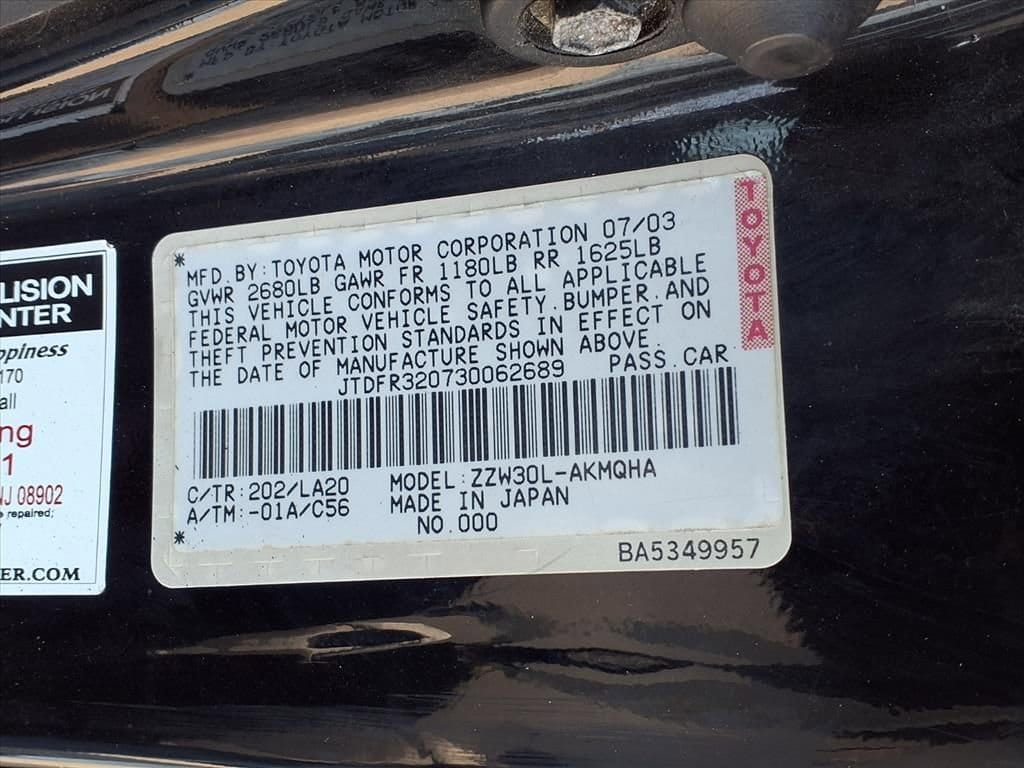 LISION
NTER
ppiness
170
all
ng
1
NJ 08902
e repaired;
ER.COM
* MFD. BY: TOYOTA MOTOR CORPORATION 07/03
GVWR 2680LB GAWR FR 1180LB RR 1625LB
THIS VEHICLE CONFORMS TO ALL APPLICABLE
FEDERAL MOTOR VEHICLE SAFETY, BUMPER, AND
THEFT PREVENTION STANDARDS IN EFFECT ON
THE DATE OF MANUFACTURE SHOWN ABOVE.
JTDFR320730062689 PASS. CAR
C/TR: 202/LA20 MODEL: ZZW30L-AKMQHA
A/TM: -01A/C56 MADE IN JAPAN
* NO. 000
BA5349957
TOYOTA